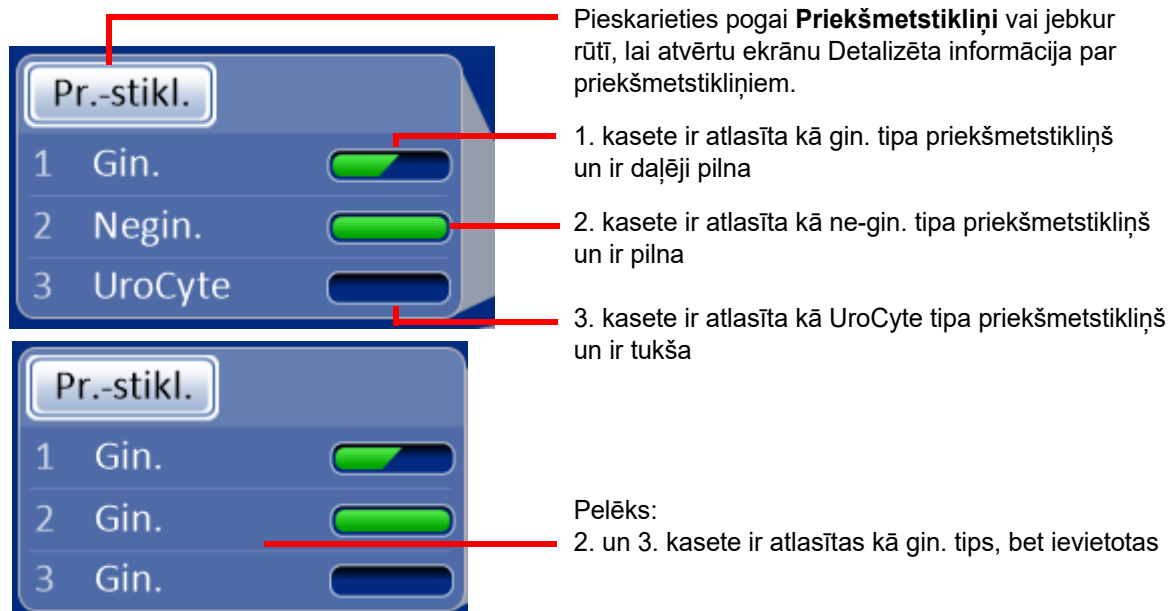 Pieskarieties pogai Priekšmetstikliņi vai jebkur
rūtī, lai atvērtu ekrānu Detalizēta informācija par
priekšmetstikliņiem.
Pr.-stikl.
1 Gin.
2 Negin.
3 UroCyte
1. kasete ir atlasīta kā gin. tipa priekšmetstikliņš
un ir daļēji pilna
2. kasete ir atlasīta kā ne-gin. tipa priekšmetstikliņš
un ir pilna
3. kasete ir atlasīta kā UroCyte tipa priekšmetstikliņš
un ir tukša
Pr.-stikl.
1 Gin.
2 Gin.
3 Gin.
Pelēks:
2. un 3. kasete ir atlasītas kā gin. tips, bet ievietotas